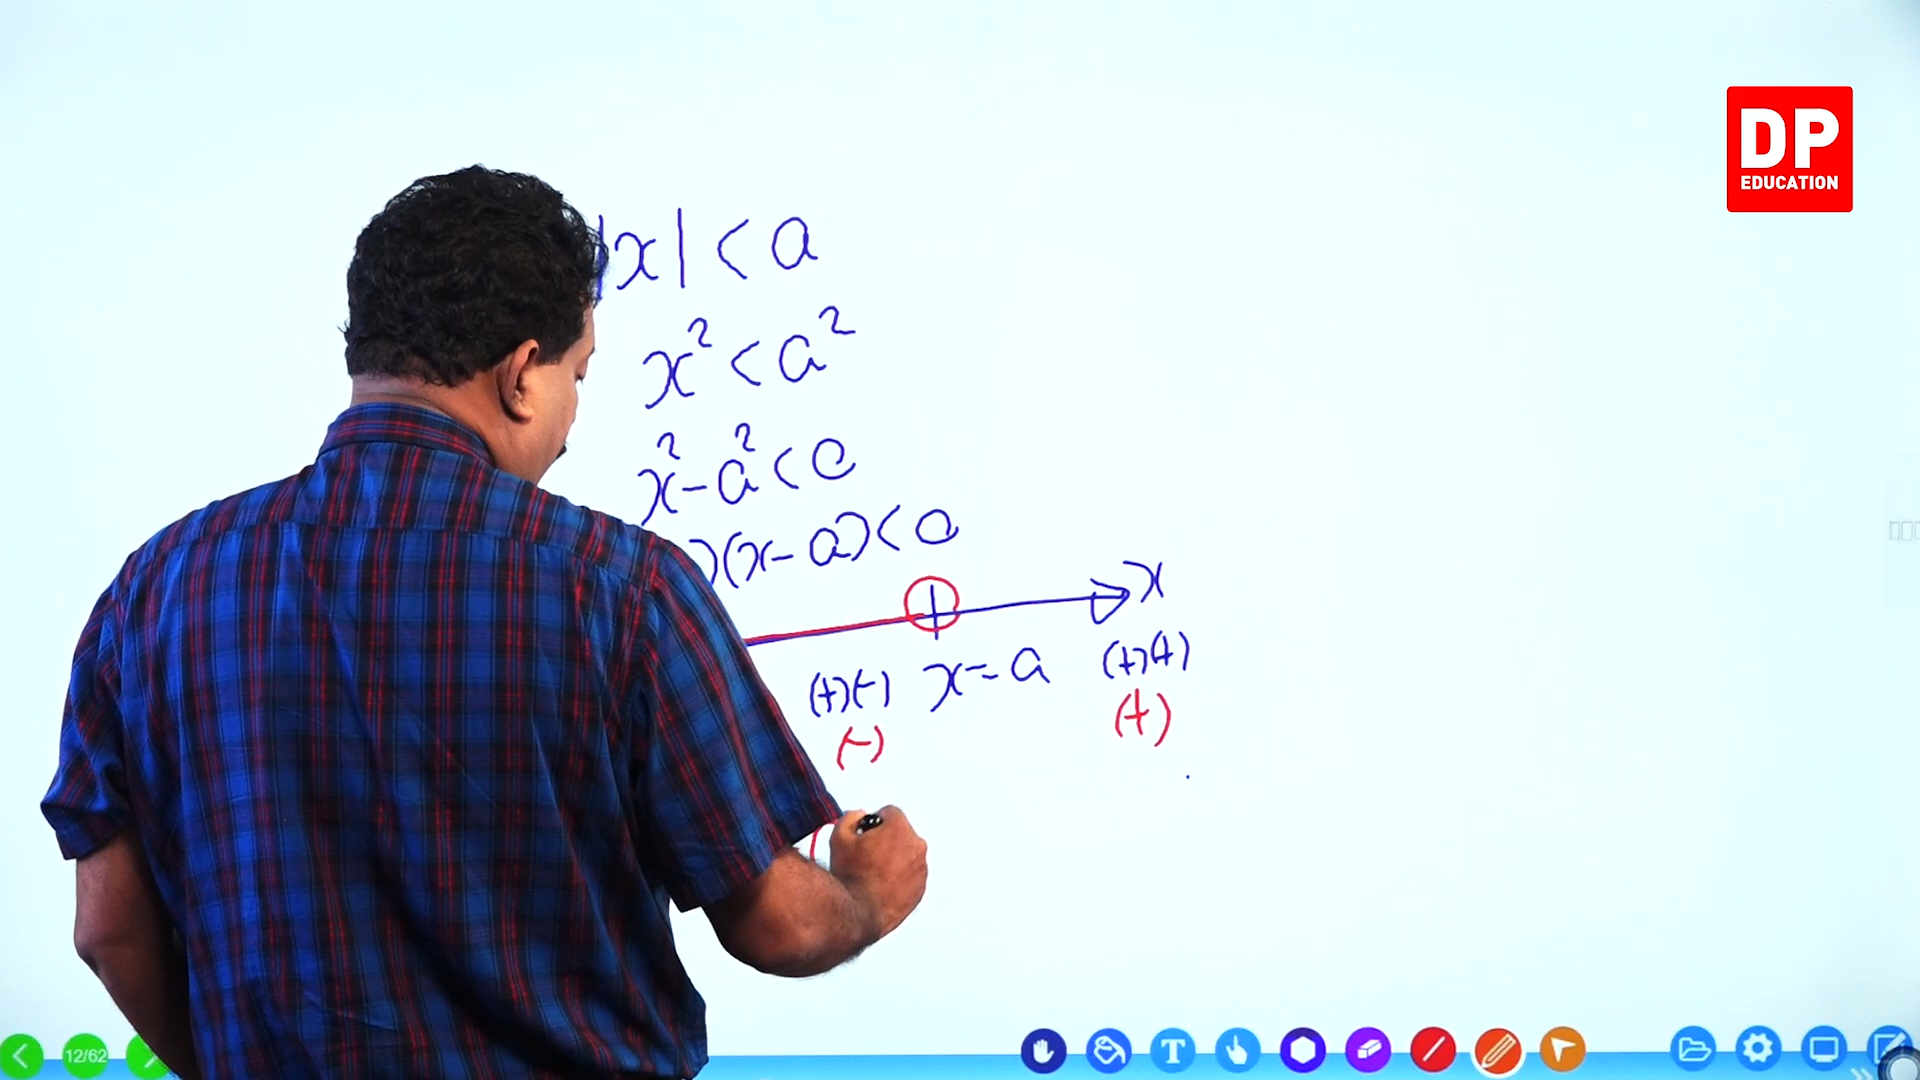 DP
EDUCATION
|x| < a
x² < a²
x² - a² < 0
)(x - a) < 0
x
(+)(-) x = a (+)(+)
(-) (+)
(
12/62
T